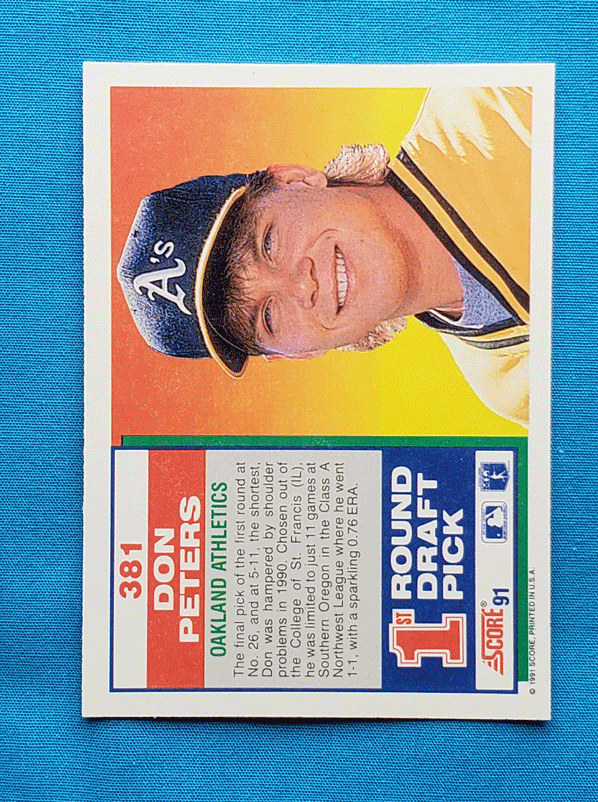 A's
381
DON
PETERS
OAKLAND ATHLETICS
The final pick of the first round at
No. 26, and at 5-11, the shortest,
Don was hampered by shoulder
problems in 1990. Chosen out of
the College of St. Francis (IL),
he was limited to just 11 games at
Southern Oregon in the Class A
Northwest League where he went
1-1, with a sparkling 0.76 ERA.
1ST ROUND
DRAFT
PICK
SCORE® 91
© 1991 SCORE, PRINTED IN U.S.A.